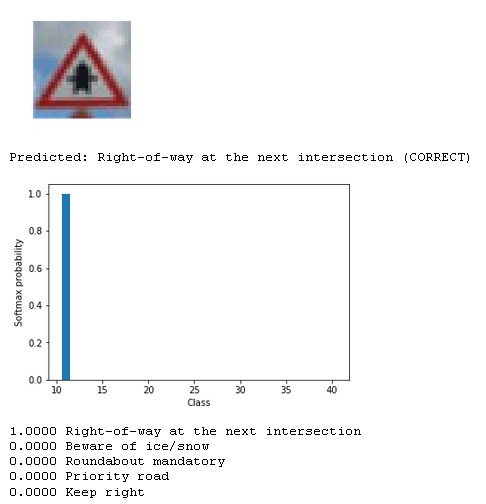 Predicted: Right-of-way at the next intersection (CORRECT)
1.0
0.8
0.6
0.4
0.2
0.0
Softmax probability
10 15 20 25 30 35 40
Class
1.0000 Right-of-way at the next intersection
0.0000 Beware of ice/snow
0.0000 Roundabout mandatory
0.0000 Priority road
0.0000 Keep right